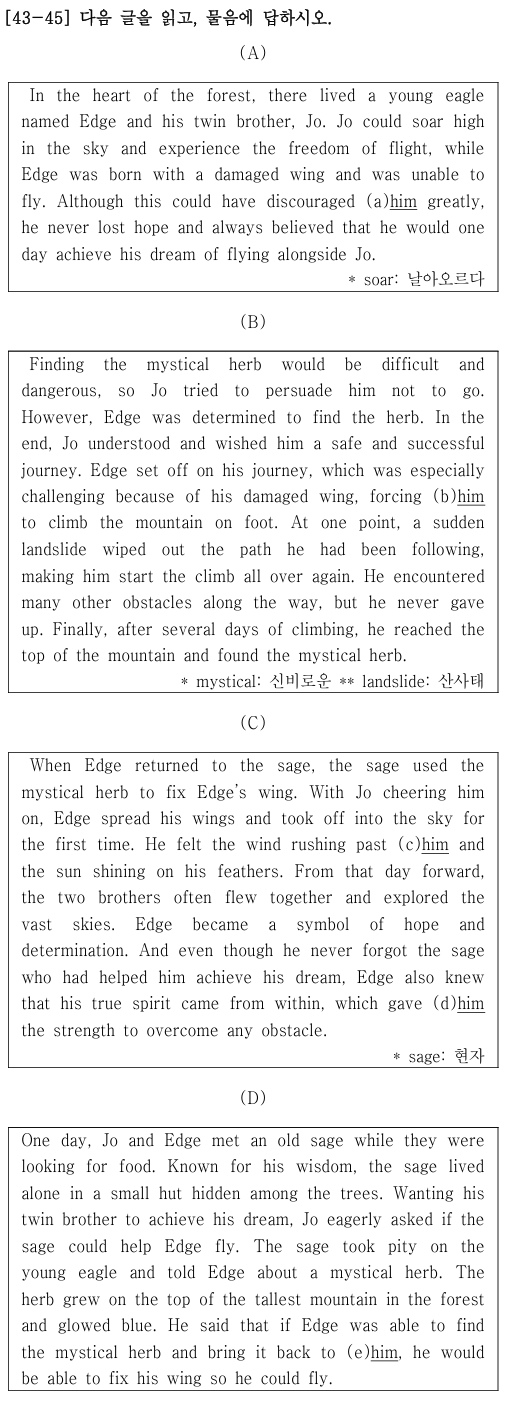 [43-45] 다음 글을 읽고, 물음에 답하시오.
(A)
In the heart of the forest, there lived a young eagle
named Edge and his twin brother, Jo. Jo could soar high
in the sky and experience the freedom of flight, while
Edge was born with a damaged wing and was unable to
fly. Although this could have discouraged (a)him greatly,
he never lost hope and always believed that he would one
day achieve his dream of flying alongside Jo.
* soar: 날아오르다
(B)
Finding the mystical herb would be difficult and
dangerous, so Jo tried to persuade him not to go.
However, Edge was determined to find the herb. In the
end, Jo understood and wished him a safe and successful
journey. Edge set off on his journey, which was especially
challenging because of his damaged wing, forcing (b)him
to climb the mountain on foot. At one point, a sudden
landslide wiped out the path he had been following,
making him start the climb all over again. He encountered
many other obstacles along the way, but he never gave
up. Finally, after several days of climbing, he reached the
top of the mountain and found the mystical herb.
* mystical: 신비로운 ** landslide: 산사태
(C)
When Edge returned to the sage, the sage used the
mystical herb to fix Edge's wing. With Jo cheering him
on, Edge spread his wings and took off into the sky for
the first time. He felt the wind rushing past (c)him and
the sun shining on his feathers. From that day forward,
the two brothers often flew together and explored the
vast skies. Edge became a symbol of hope and
determination. And even though he never forgot the sage
who had helped him achieve his dream, Edge also knew
that his true spirit came from within, which gave (d)him
the strength to overcome any obstacle.
* sage: 현자
(D)
One day, Jo and Edge met an old sage while they were
looking for food. Known for his wisdom, the sage lived
alone in a small hut hidden among the trees. Wanting his
twin brother to achieve his dream, Jo eagerly asked if the
sage could help Edge fly. The sage took pity on the
young eagle and told Edge about a mystical herb. The
herb grew on the top of the tallest mountain in the forest
and glowed blue. He said that if Edge was able to find
the mystical herb and bring it back to (e)him, he would
be able to fix his wing so he could fly.